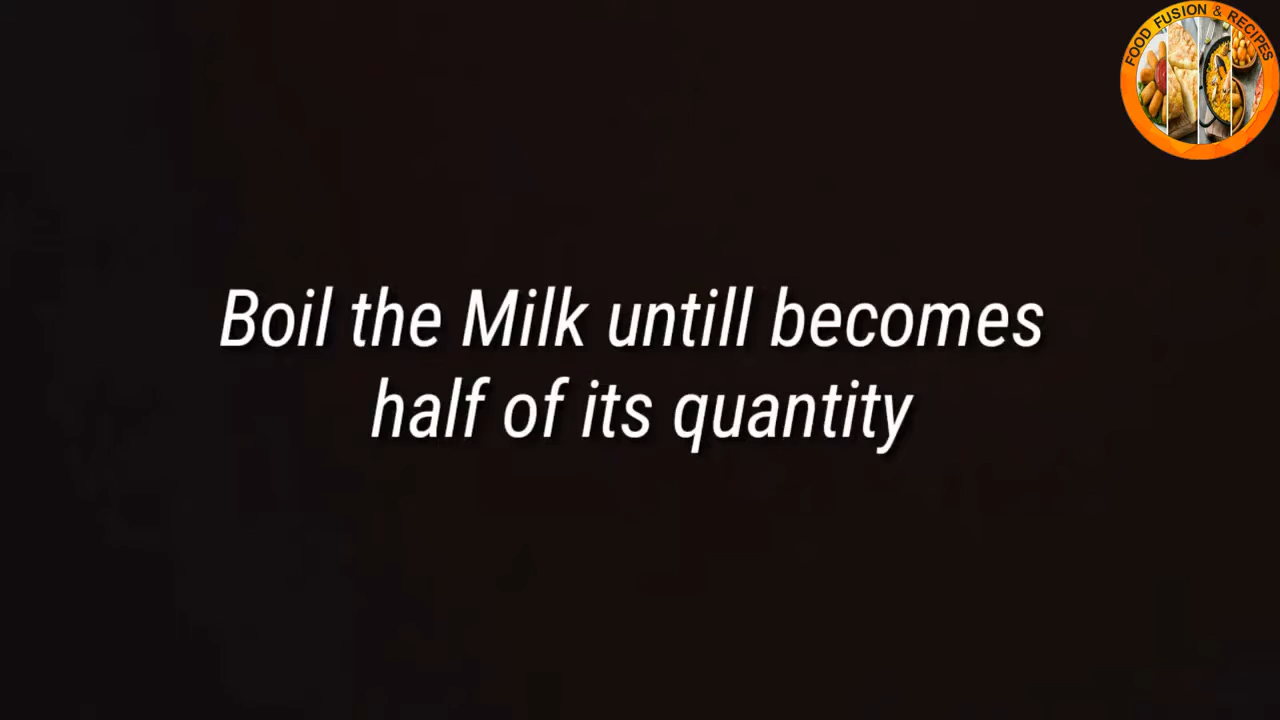 FOOD FUSION & RECIPES
Boil the Milk untill becomes
half of its quantity